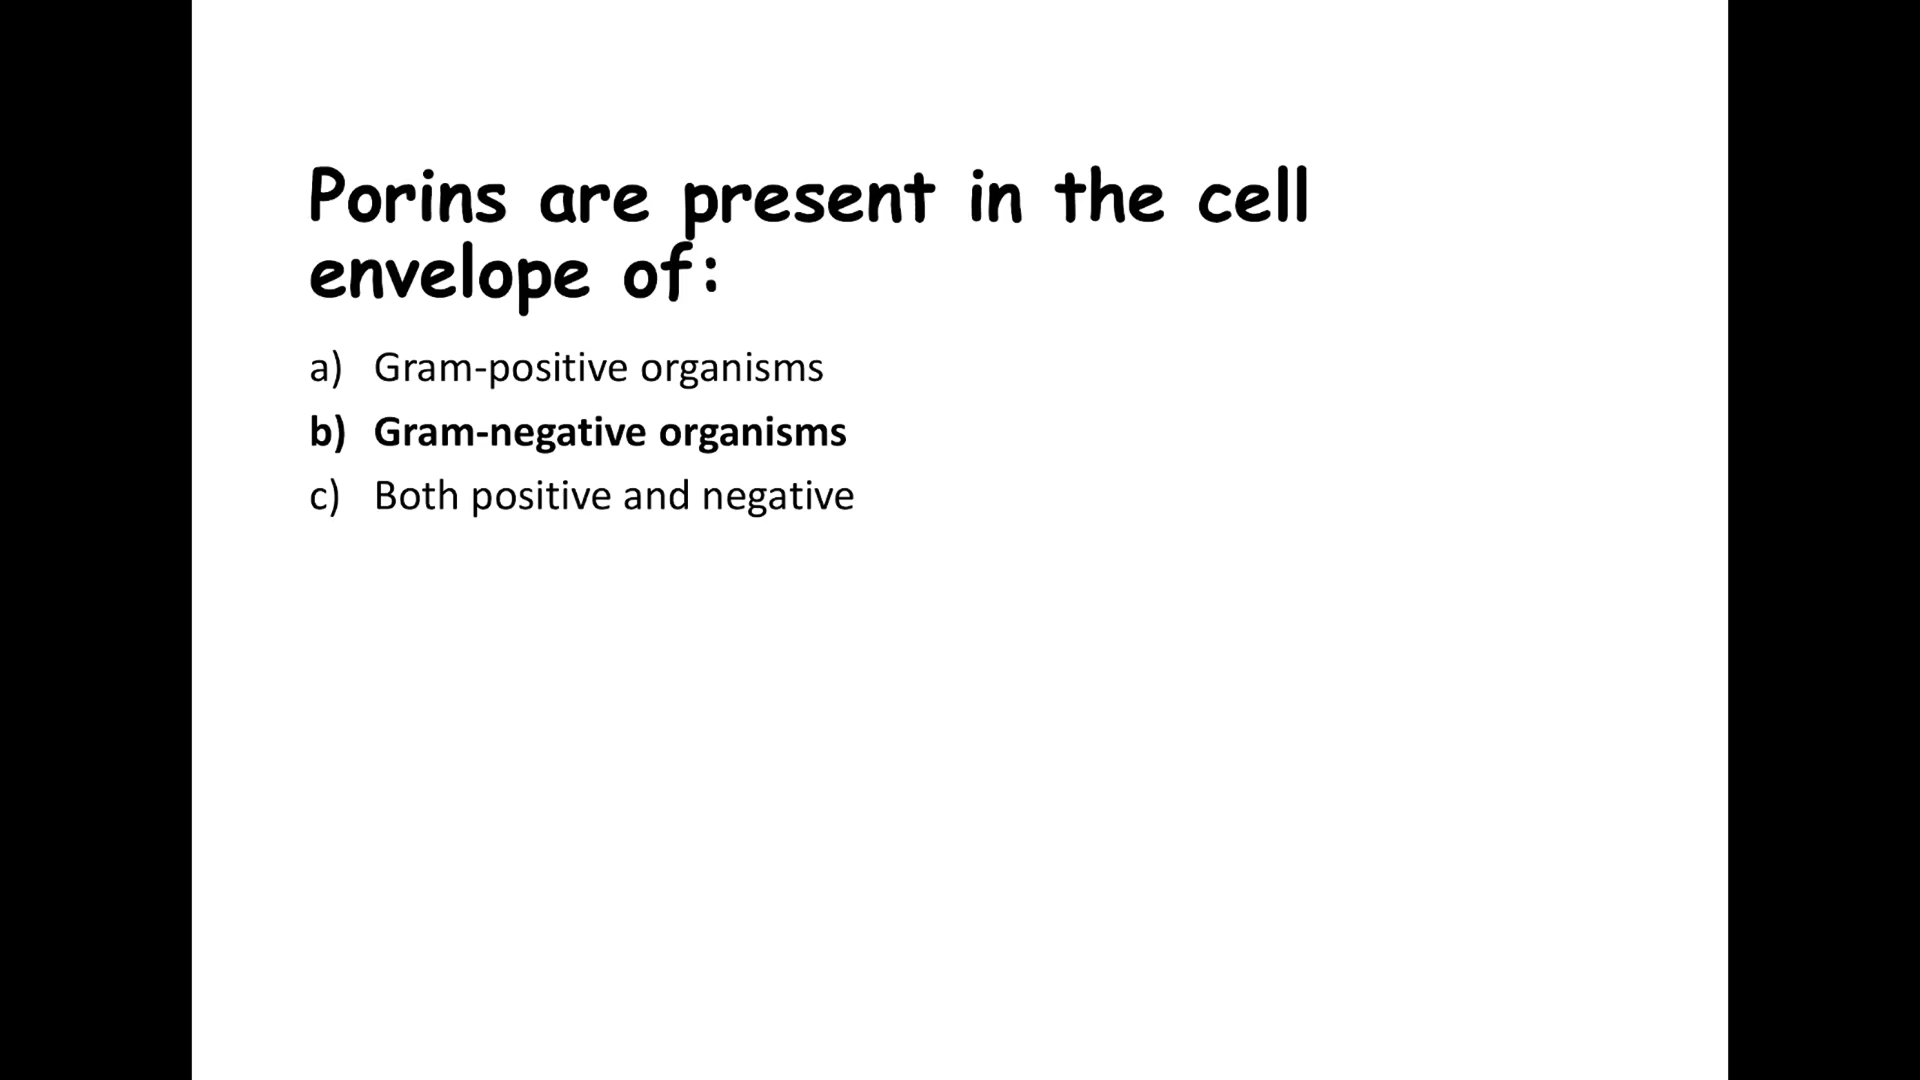 Porins are present in the cell
envelope of:
a) Gram-positive organisms
b) Gram-negative organisms
c) Both positive and negative